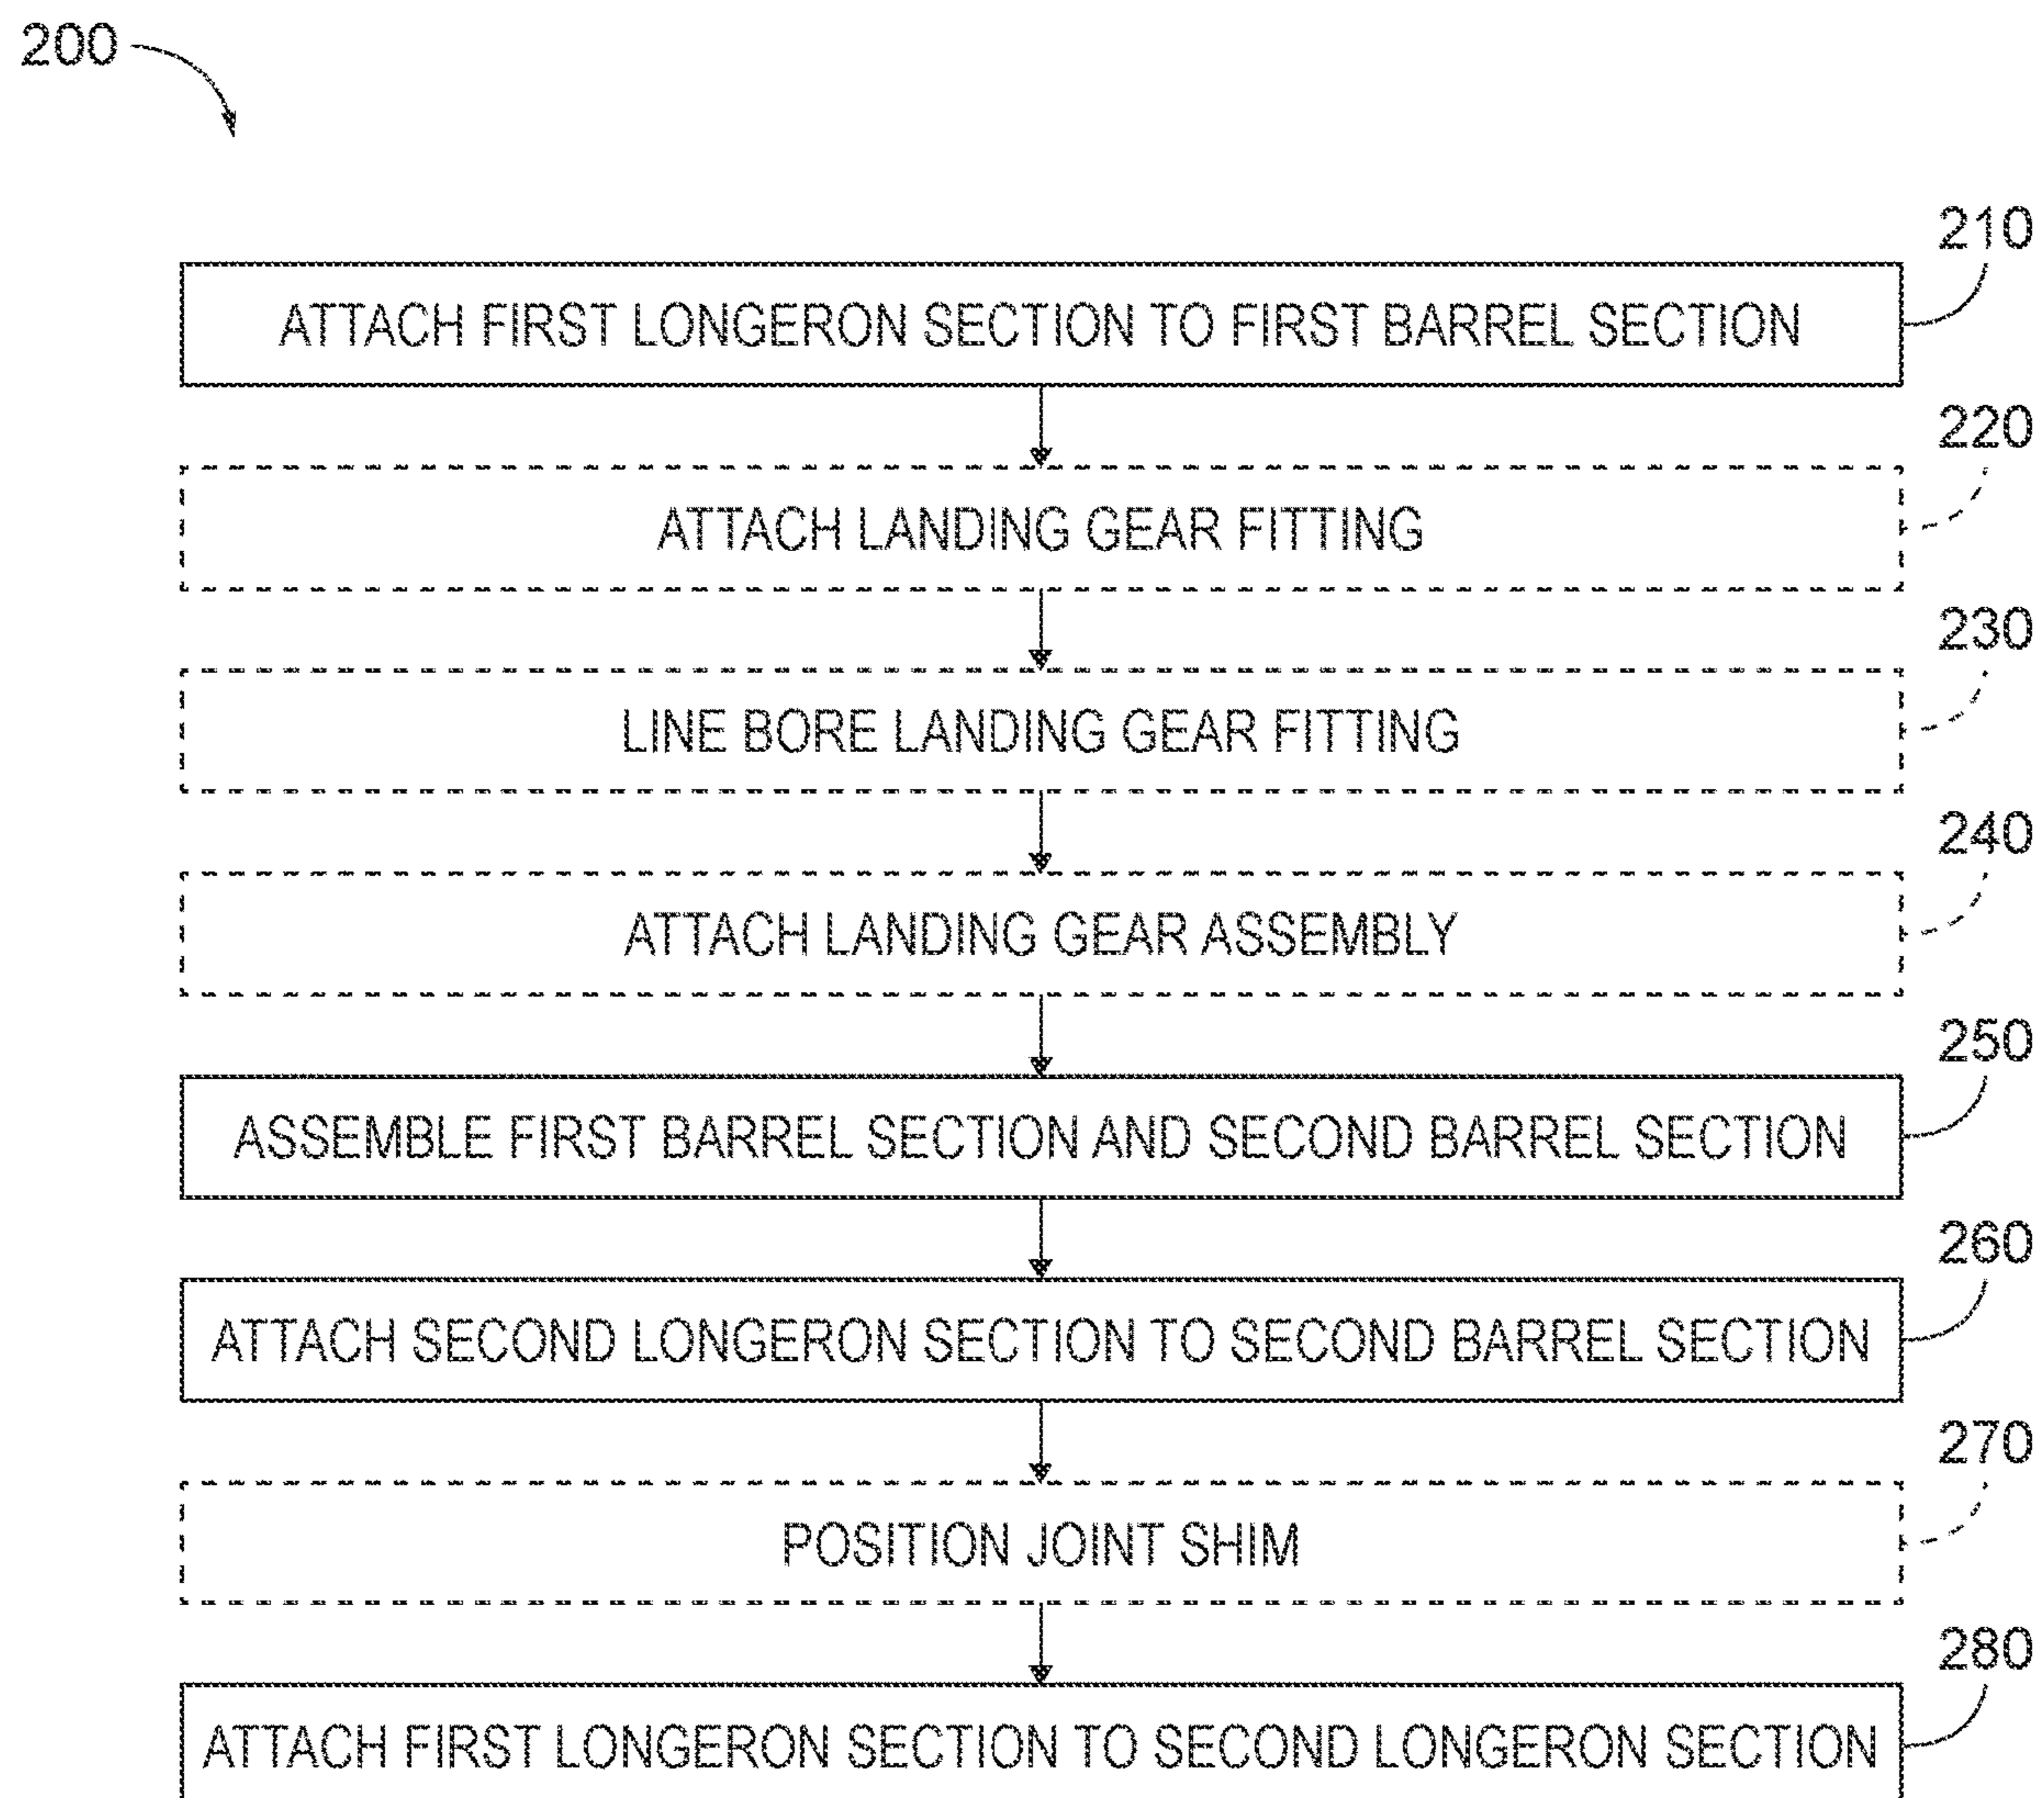 200
210
ATTACH FIRST LONGERON SECTION TO FIRST BARREL SECTION
220
ATTACH LANDING GEAR FITTING
230
LINE BORE LANDING GEAR FITTING
240
ATTACH LANDING GEAR ASSEMBLY
250
ASSEMBLE FIRST BARREL SECTION AND SECOND BARREL SECTION
260
ATTACH SECOND LONGERON SECTION TO SECOND BARREL SECTION
270
POSITION JOINT SHIM
280
ATTACH FIRST LONGERON SECTION TO SECOND LONGERON SECTION